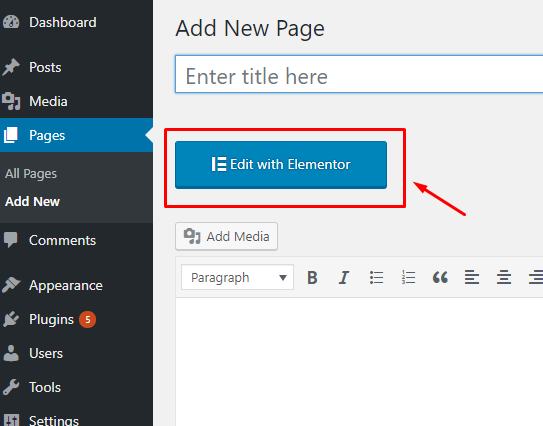 Dashboard
Posts
Media
Pages
All Pages
Add New
Comments
Appearance
Plugins 5
Users
Tools
Settings
Add New Page
Enter title here
Edit with Elementor
Add Media
Paragraph
B I